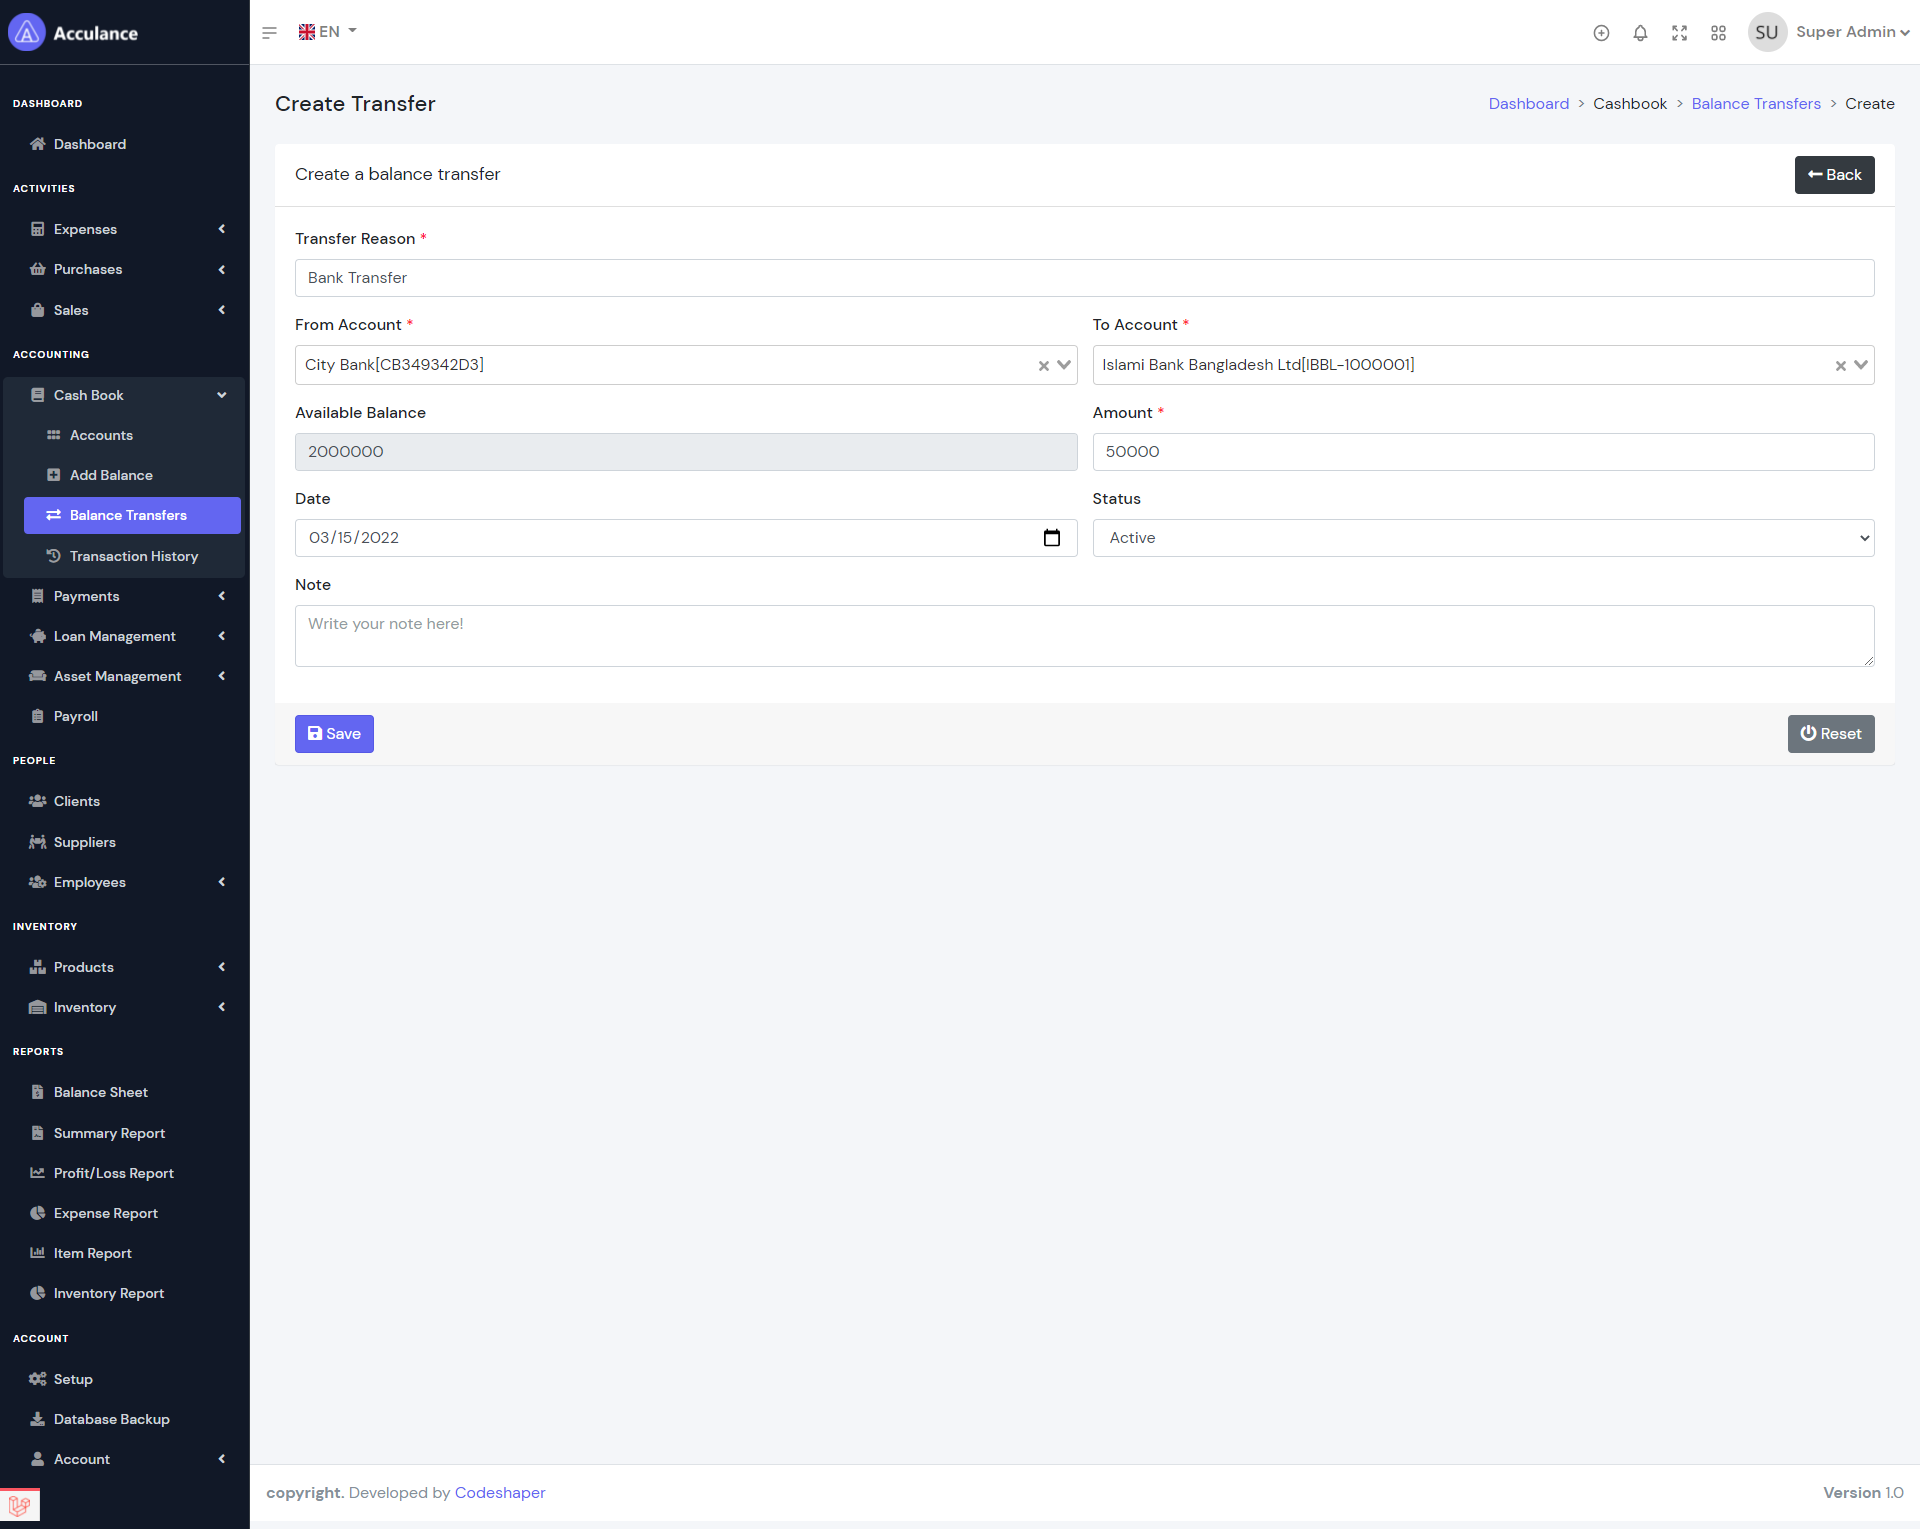 Acculance
EN
SU
Super Admin
DASHBOARD
Dashboard
ACTIVITIES
Expenses
Purchases
Sales
ACCOUNTING
Cash Book
Accounts
Add Balance
Balance Transfers
Transaction History
Payments
Loan Management
Asset Management
Payroll
PEOPLE
Clients
Suppliers
Employees
INVENTORY
Products
Inventory
REPORTS
Balance Sheet
Summary Report
Profit/Loss Report
Expense Report
Item Report
Inventory Report
ACCOUNT
Setup
Database Backup
Account
Create Transfer
Dashboard > Cashbook > Balance Transfers > Create
Create a balance transfer
Back
Transfer Reason *
Bank Transfer
From Account *
City Bank[CB349342D3]
To Account *
Islami Bank Bangladesh Ltd[IBBL-1000001]
Available Balance
2000000
Amount *
50000
Date
03/15/2022
Status
Active
Note
Write your note here!
Save
Reset
copyright. Developed by Codeshaper
Version 1.0